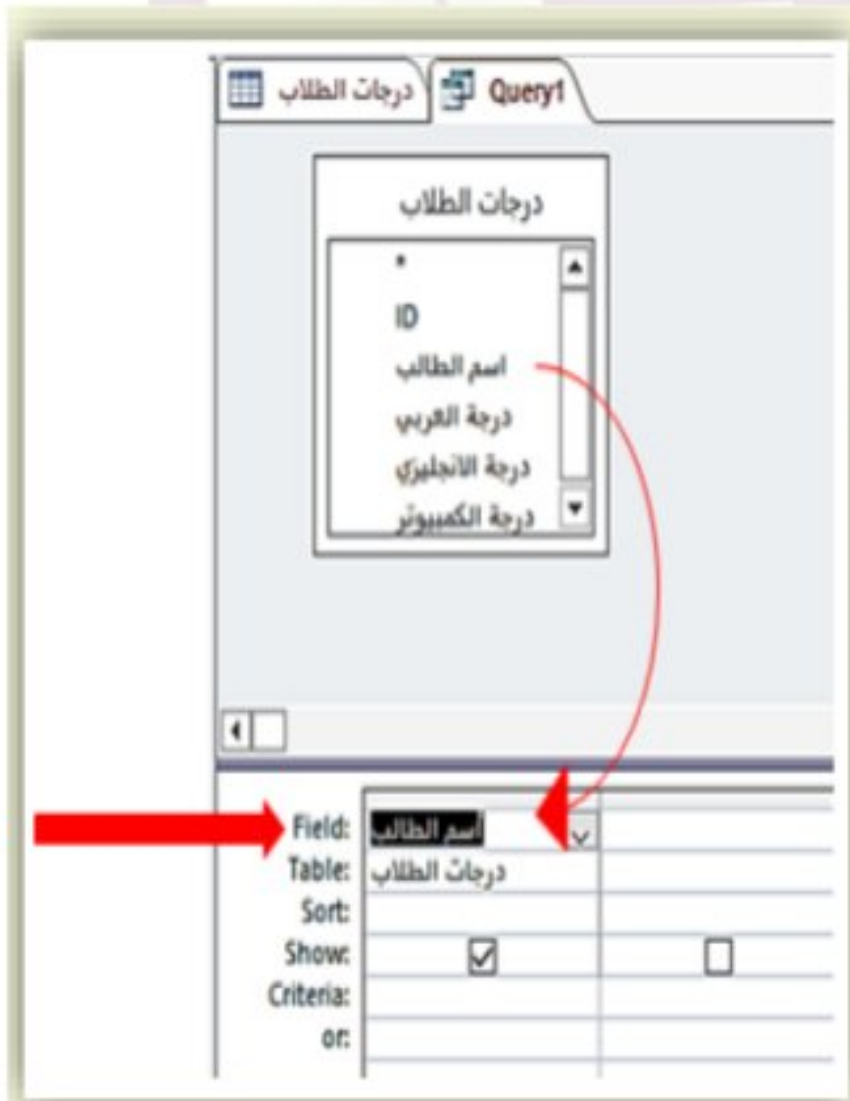 درجات الطلاب Query1
درجات الطلاب
*
ID
اسم الطالب
درجة العربي
درجة الانجليزي
درجة الكمبيوتر
Field: اسم الطالب
Table: درجات الطلاب
Sort:
Show:
Criteria:
or: